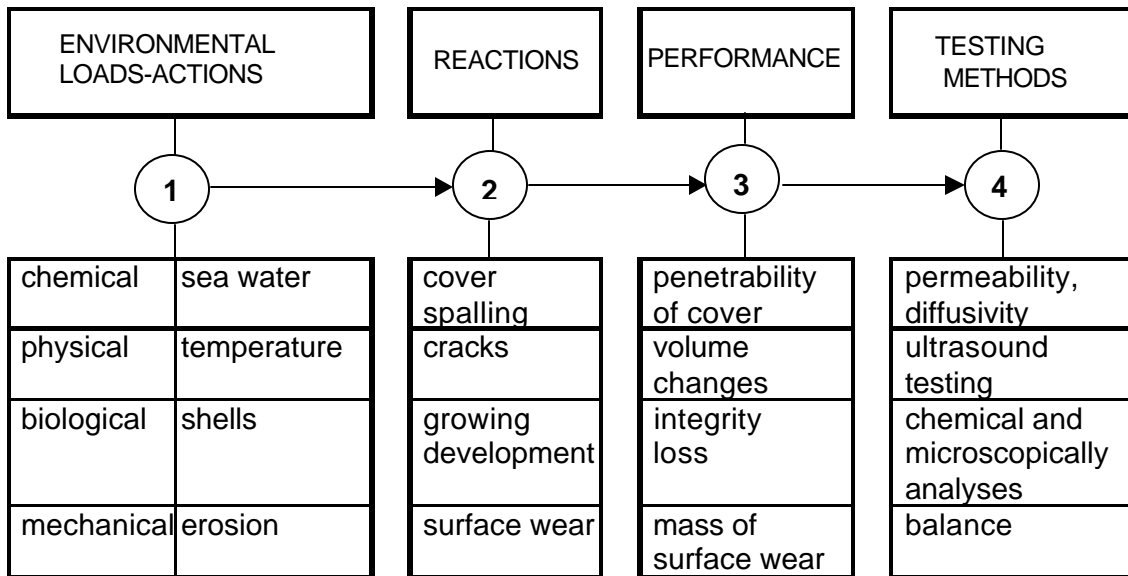 ENVIRONMENTAL
LOADS-ACTIONS
REACTIONS
PERFORMANCE
TESTING
METHODS
1
2
3
4
chemical
sea water
cover
spalling
penetrability
of cover
permeability,
diffusivity
physical
temperature
cracks
volume
changes
ultrasound
testing
biological
shells
growing
development
integrity
loss
chemical and
microscopically
analyses
mechanical
erosion
surface wear
mass of
surface wear
balance